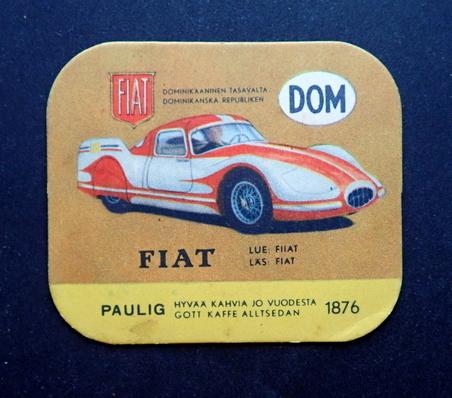 FIAT
DOMINIKAANINEN TASAVALTA
DOMINIKANSKA REPUBLIKEN
DOM
FIAT
LUE: FIIAT
LÄS: FIAT
PAULIG
HYVÄÄ KAHVIA JO VUODESTA
GOTT KAFFE ALLTSEDAN
1876